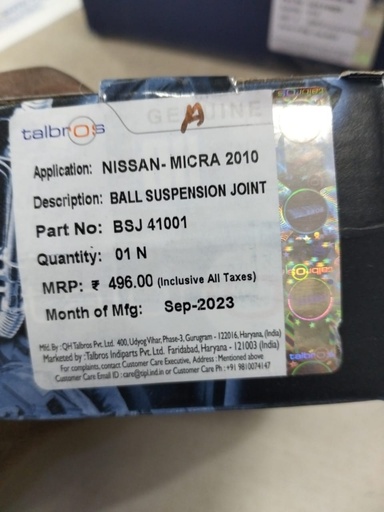 GENUINE
A
talbros
Application: NISSAN- MICRA 2010
Description: BALL SUSPENSION JOINT
Part No: BSJ 41001
Quantity: 01 N
MRP: ₹ 496.00 (Inclusive All Taxes)
Month of Mfg: Sep-2023
Mfd. By : QH Talbros Pvt. Ltd. 400, Udyog Vihar, Phase-3, Gurugram - 122016, Haryana, (India)
Marketed by : Talbros Indiparts Pvt. Ltd. Faridabad, Haryana - 121003 (India)
For complaints, contact Customer Care Executive, Address : Mentioned above
Customer Care Email ID : care@tipl.ind.in or Customer Care Ph : +91 9810074147